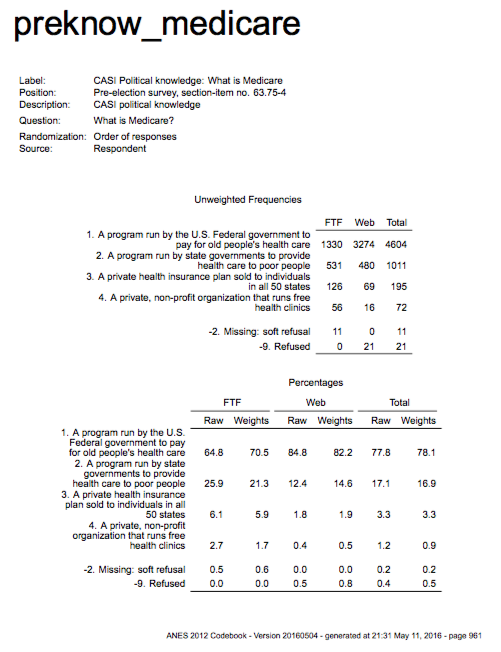 preknow_medicare
Label: CASI Political knowledge: What is Medicare
Position: Pre-election survey, section-item no. 63.75-4
Description: CASI political knowledge
Question: What is Medicare?
Randomization: Order of responses
Source: Respondent
Unweighted Frequencies
FTF Web Total
1. A program run by the U.S. Federal government to
pay for old people's health care 1330 3274 4604
2. A program run by state governments to provide
health care to poor people 531 480 1011
3. A private health insurance plan sold to individuals
in all 50 states 126 69 195
4. A private, non-profit organization that runs free
health clinics 56 16 72
-2. Missing: soft refusal 11 0 11
-9. Refused 0 21 21
Percentages
FTF Web Total
Raw Weights Raw Weights Raw Weights
1. A program run by the U.S.
Federal government to pay
for old people's health care 64.8 70.5 84.8 82.2 77.8 78.1
2. A program run by state
governments to provide
health care to poor people 25.9 21.3 12.4 14.6 17.1 16.9
3. A private health insurance
plan sold to individuals in all
50 states 6.1 5.9 1.8 1.9 3.3 3.3
4. A private, non-profit
organization that runs free
health clinics 2.7 1.7 0.4 0.5 1.2 0.9
-2. Missing: soft refusal 0.5 0.6 0.0 0.0 0.2 0.2
-9. Refused 0.0 0.0 0.5 0.8 0.4 0.5
ANES 2012 Codebook - Version 20160504 - generated at 21:31 May 11, 2016 - page 961